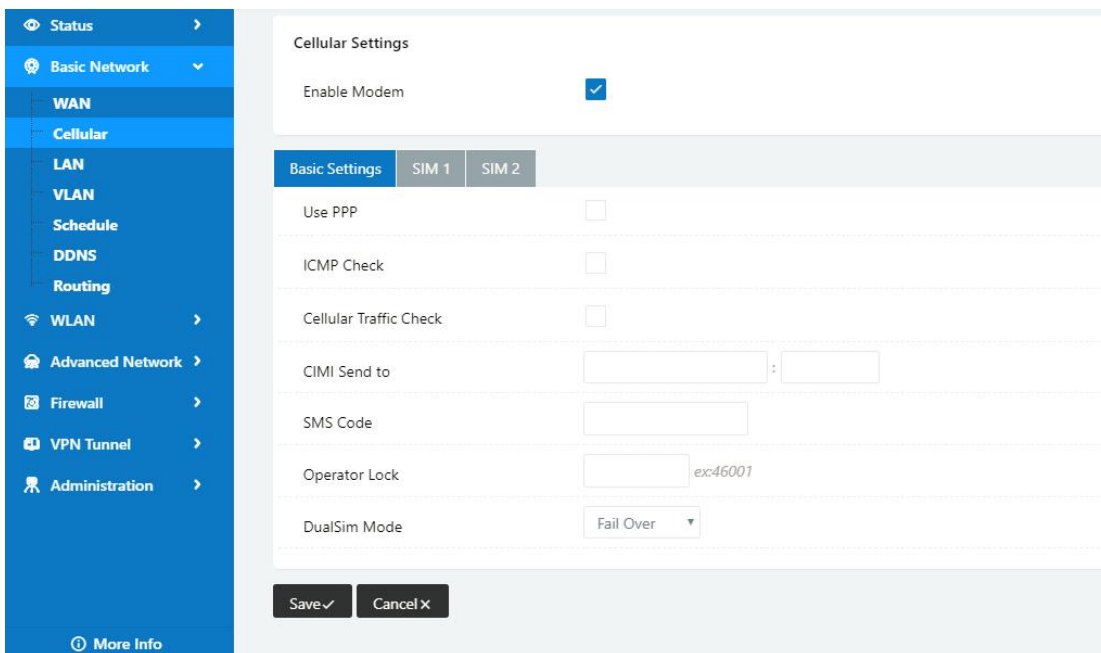 Status
Basic Network
WAN
Cellular
LAN
VLAN
Schedule
DDNS
Routing
WLAN
Advanced Network
Firewall
VPN Tunnel
Administration
More Info
Cellular Settings
Enable Modem
Basic Settings SIM 1 SIM 2
Use PPP
ICMP Check
Cellular Traffic Check
CIMI Send to :
SMS Code
Operator Lock ex:46001
DualSim Mode Fail Over
Save Cancel